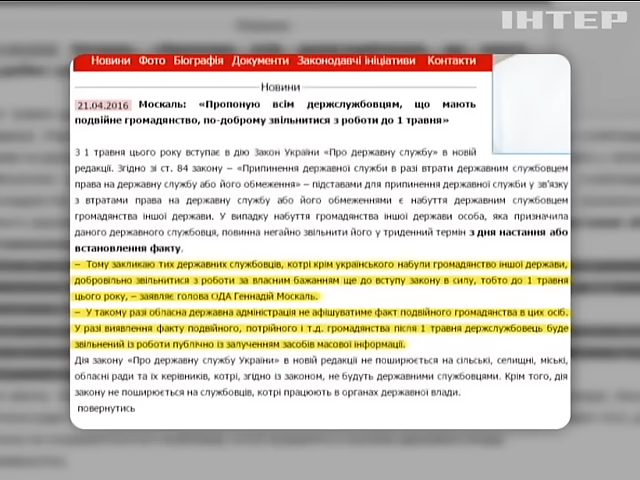 ІНТЕР
Новини Фото Біографія Документи Законодавчі ініціативи Контакти
Новини
21.04.2016 Москаль: «Пропоную всім держслужбовцям, що мають
подвійне громадянство, по-доброму звільнитися з роботи до 1 травня»
З 1 травня цього року вступає в дію Закон України «Про державну службу» в новій
редакції. Згідно зі ст. 84 закону – «Припинення державної служби в разі втрати державним службовцем
права на державну службу або його обмеження» – підставами для припинення державної служби у зв'язку
з втратами права на державну службу або його обмеженнями є набуття державним службовцем
громадянства іншої держави. У випадку набуття громадянства іншої держави особа, яка призначила
даного державного службовця, повинна негайно звільнити його у триденний термін з дня настання або
встановлення факту.
– Тому закликаю тих державних службовців, котрі крім українського набули громадянство іншої держави,
добровільно звільнитися з роботи за власним бажанням ще до вступу закону в силу, тобто до 1 травня
цього року, – заявляє голова ОДА Геннадій Москаль.
– У такому разі обласна державна адміністрація не афішуватиме факт подвійного громадянства в цих осіб.
У разі виявлення факту подвійного, потрійного і т.д. громадянства після 1 травня держслужбовець буде
звільнений із роботи публічно із залученням засобів масової інформації.
Дія закону «Про державну службу України» в новій редакції не поширюється на сільські, селищні, міські,
обласні ради та їх керівників, котрі, згідно із законом, не будуть державними службовцями. Крім того, дія
закону не поширюється на службовців, котрі працюють в органах державної влади.
повернутись